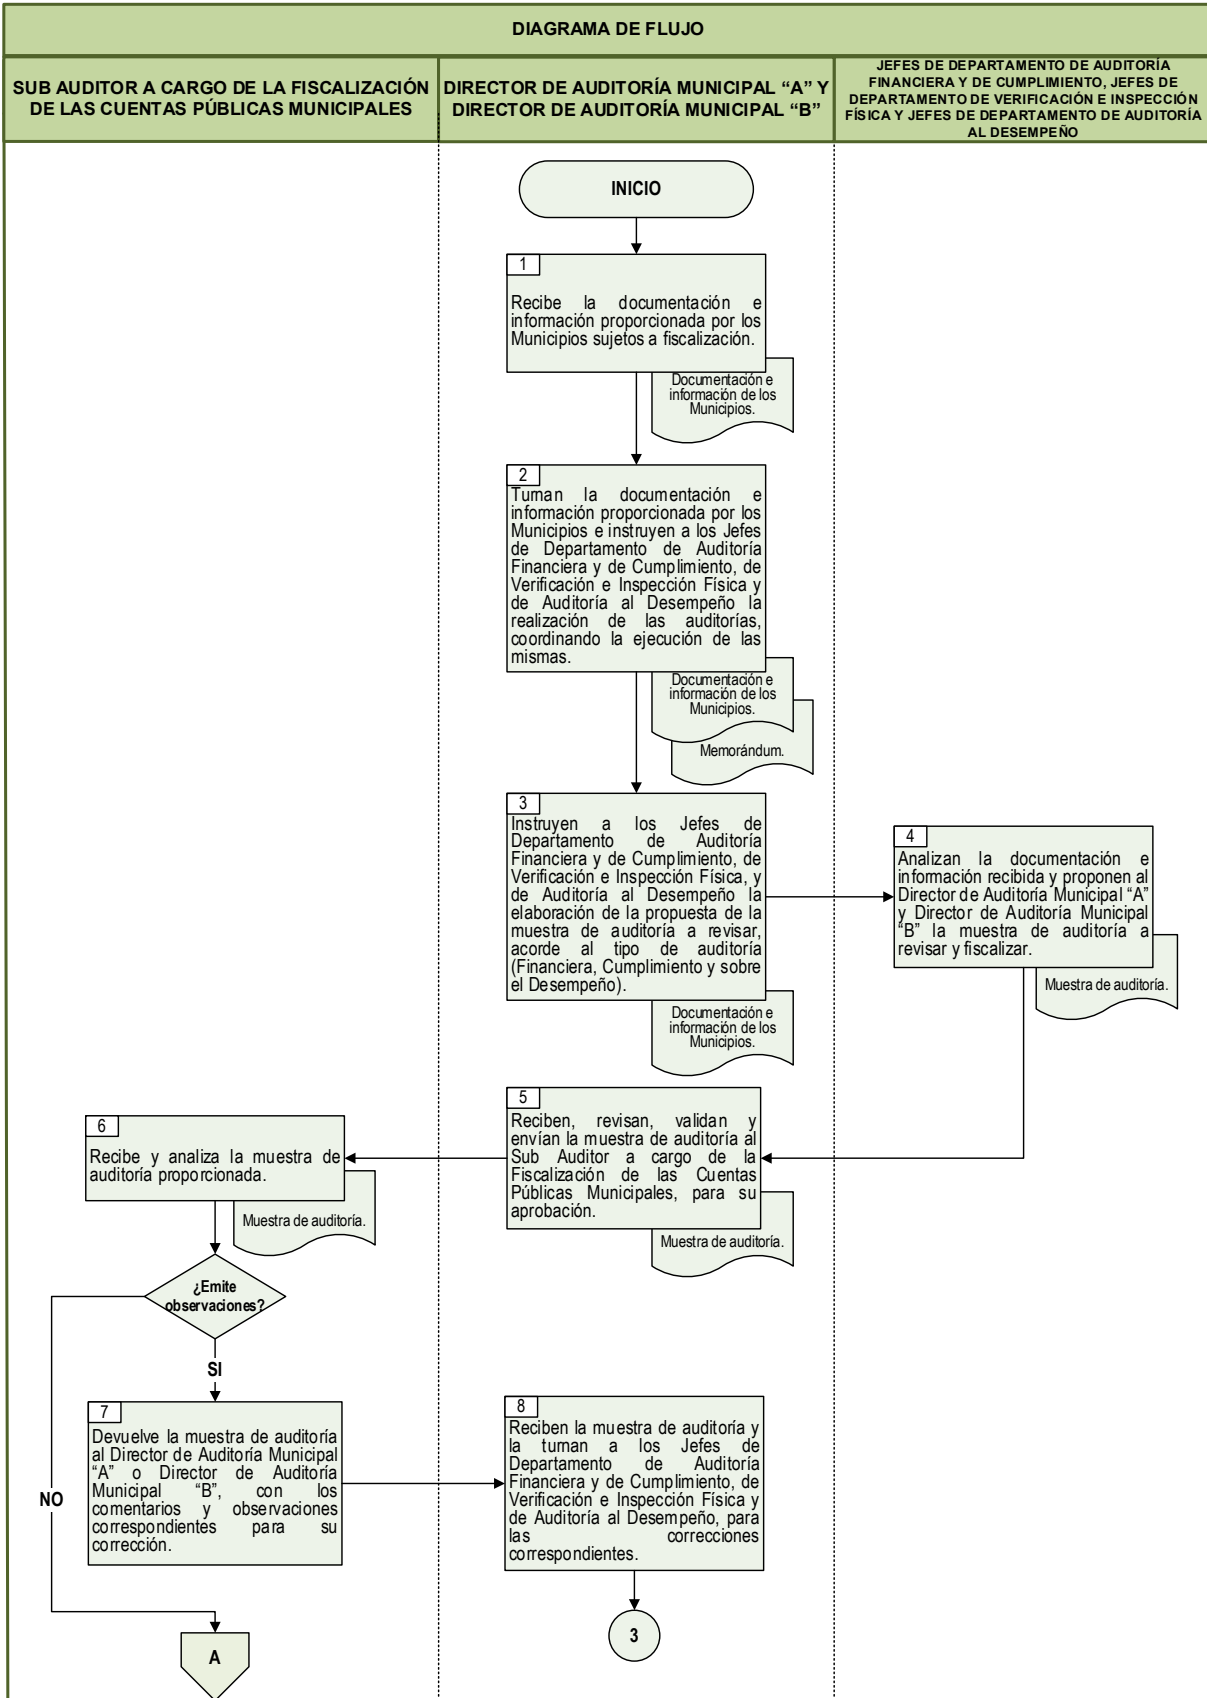 DIAGRAMA DE FLUJO
SUB AUDITOR A CARGO DE LA FISCALIZACIÓN
DE LAS CUENTAS PÚBLICAS MUNICIPALES
DIRECTOR DE AUDITORÍA MUNICIPAL “A” Y
DIRECTOR DE AUDITORÍA MUNICIPAL “B”
JEFES DE DEPARTAMENTO DE AUDITORÍA
FINANCIERA Y DE CUMPLIMIENTO, JEFES DE
DEPARTAMENTO DE VERIFICACIÓN E INSPECCIÓN
FÍSICA Y JEFES DE DEPARTAMENTO DE AUDITORÍA
AL DESEMPEÑO
INICIO
1
Recibe la documentación e
información proporcionada por los
Municipios sujetos a fiscalización.
Documentación e
información de los
Municipios.
2
Turnan la documentación e
información proporcionada por los
Municipios e instruyen a los Jefes
de Departamento de Auditoría
Financiera y de Cumplimiento, de
Verificación e Inspección Física y
de Auditoría al Desempeño la
realización de las auditorías,
coordinando la ejecución de las
mismas.
Documentación e
información de los
Municipios.
Memorándum.
3
Instruyen a los Jefes de
Departamento de Auditoría
Financiera y de Cumplimiento, de
Verificación e Inspección Física, y
de Auditoría al Desempeño la
elaboración de la propuesta de la
muestra de auditoría a revisar,
acorde al tipo de auditoría
(Financiera, Cumplimiento y sobre
el Desempeño).
Documentación e
información de los
Municipios.
4
Analizan la documentación e
información recibida y proponen al
Director de Auditoría Municipal “A”
y Director de Auditoría Municipal
“B” la muestra de auditoría a
revisar y fiscalizar.
Muestra de auditoría.
5
Reciben, revisan, validan y
envían la muestra de auditoría al
Sub Auditor a cargo de la
Fiscalización de las Cuentas
Públicas Municipales, para su
aprobación.
Muestra de auditoría.
6
Recibe y analiza la muestra de
auditoría proporcionada.
Muestra de auditoría.
¿Emite
observaciones?
SI
NO
7
Devuelve la muestra de auditoría
al Director de Auditoría Municipal
“A” o Director de Auditoría
Municipal “B”, con los
comentarios y observaciones
correspondientes para su
corrección.
8
Reciben la muestra de auditoría y
la turnan a los Jefes de
Departamento de Auditoría
Financiera y de Cumplimiento, de
Verificación e Inspección Física y
de Auditoría al Desempeño, para
las correcciones
correspondientes.
3
A